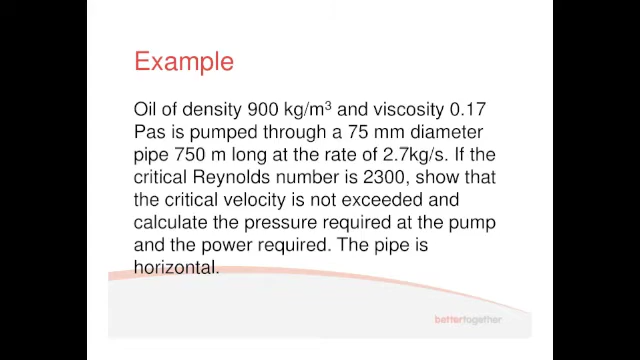 Example
Oil of density 900 kg/m³ and viscosity 0.17
Pas is pumped through a 75 mm diameter
pipe 750 m long at the rate of 2.7kg/s. If the
critical Reynolds number is 2300, show that
the critical velocity is not exceeded and
calculate the pressure required at the pump
and the power required. The pipe is
horizontal.
battertogether